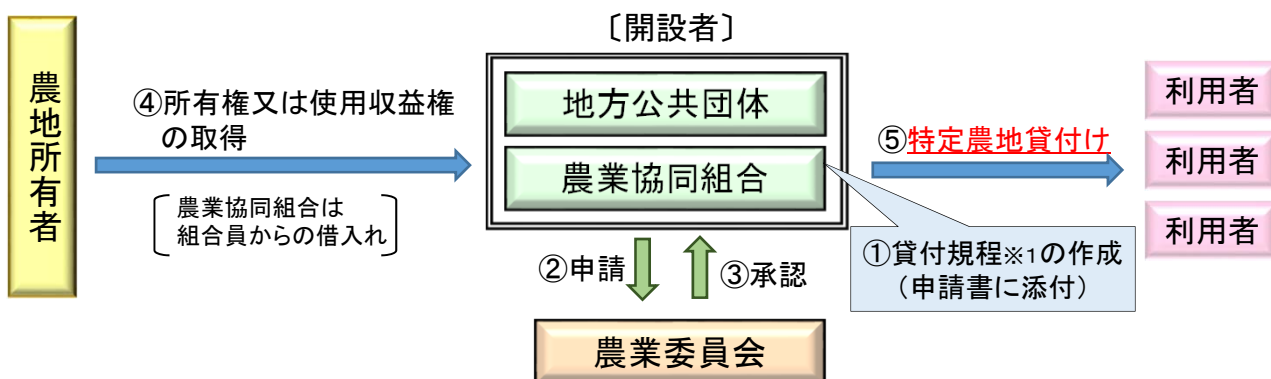 〔開設者〕
農地所有者
④所有権又は使用収益権
の取得
農業協同組合は
組合員からの借入れ
地方公共団体
農業協同組合
⑤特定農地貸付け
利用者
利用者
利用者
①貸付規程※1の作成
（申請書に添付）
②申請
③承認
農業委員会